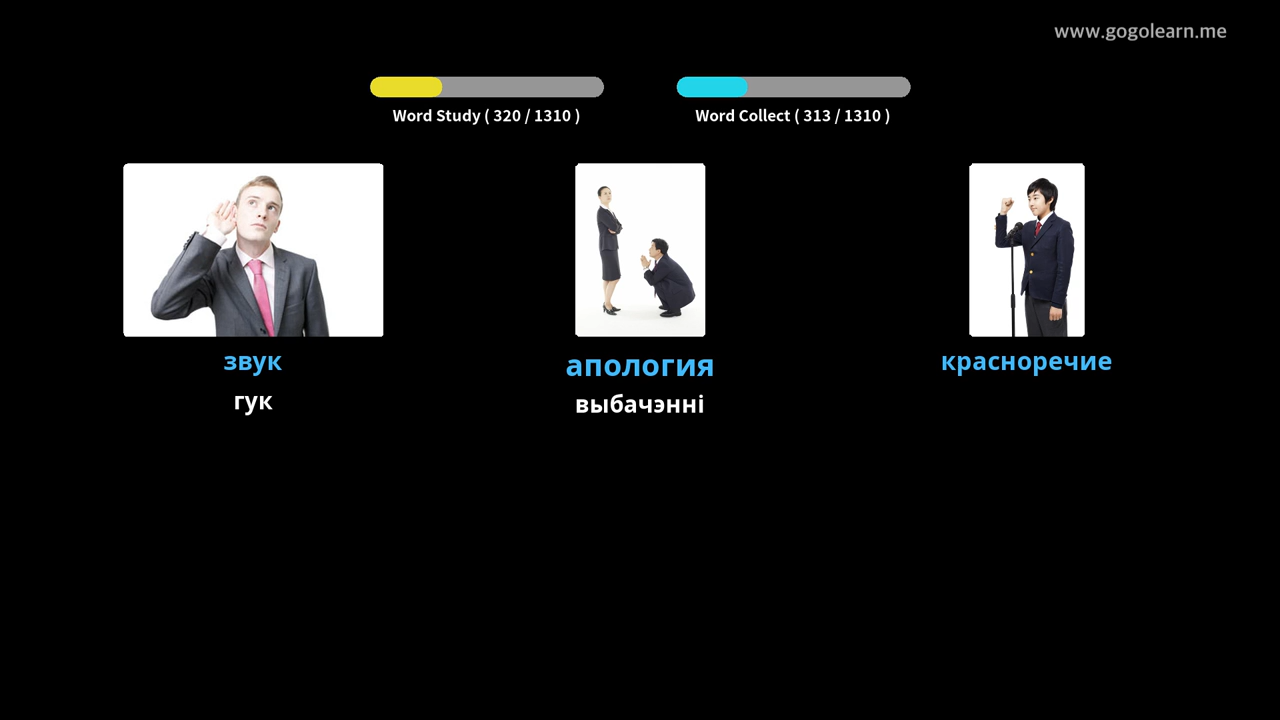 www.gogolearn.me
Word Study ( 320 / 1310 )
Word Collect ( 313 / 1310 )
звук
апология
красноречие
гук
выбачэнні